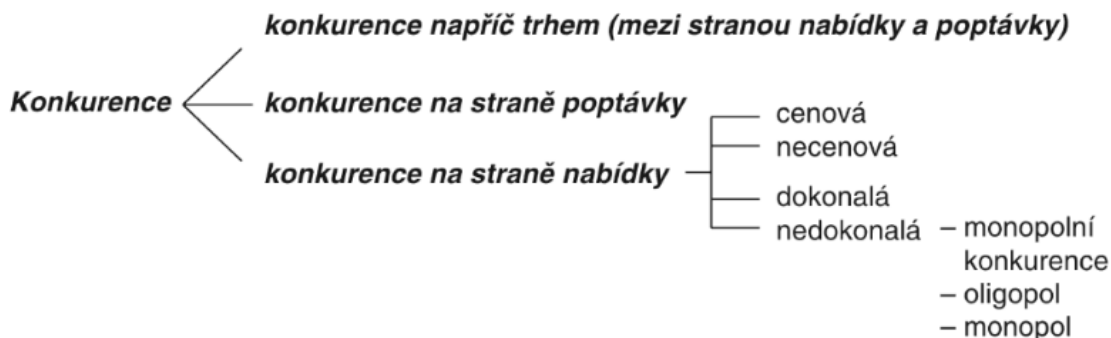 konkurence napříč trhem (mezi stranou nabídky a poptávky)
Konkurence
konkurence na straně poptávky
konkurence na straně nabídky
cenová
necenová
dokonalá
nedokonalá
– monopolní
konkurence
– oligopol
– monopol